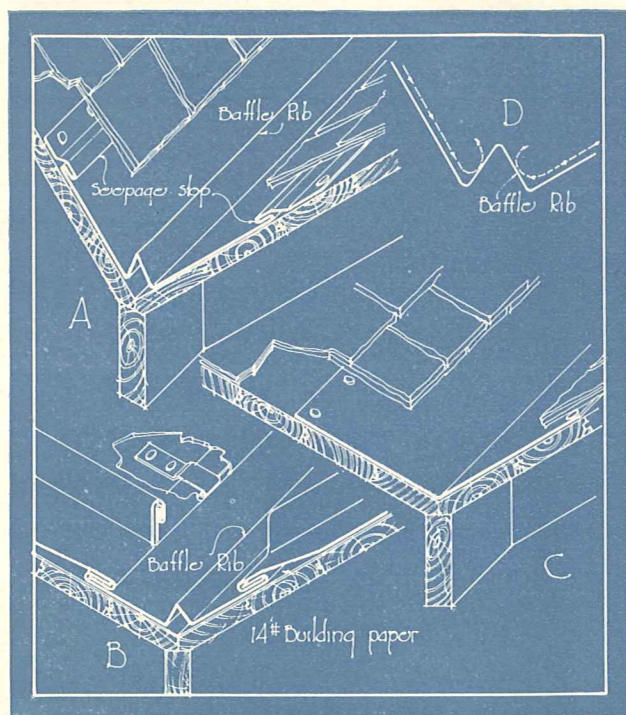 Baffle Rib
D
Seepage stop
Baffle Rib
A
Baffle Rib
C
14# Building paper
B